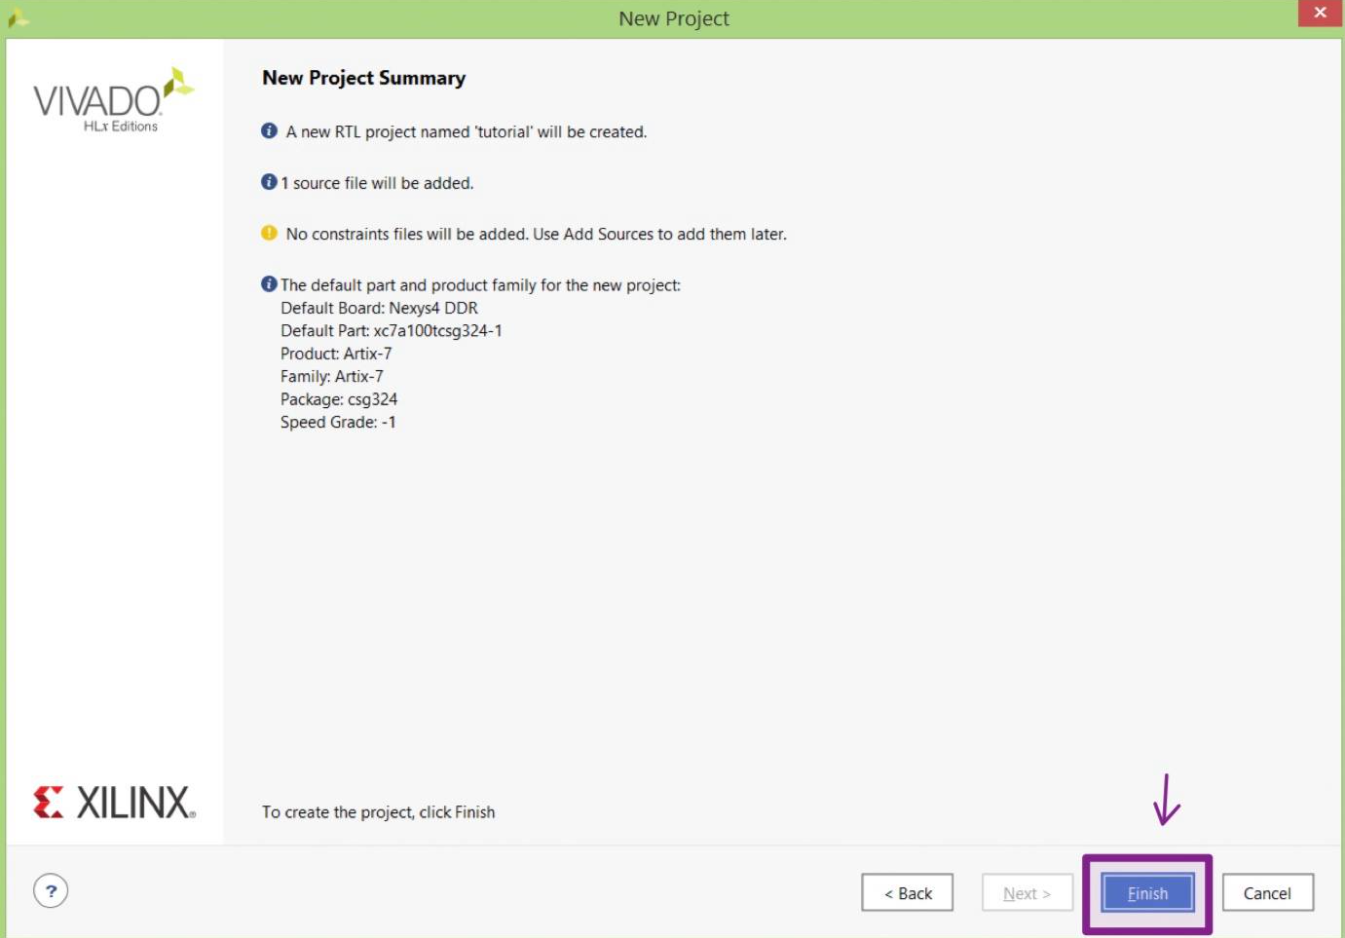 New Project
VIVADO.
HLx Editions
New Project Summary
A new RTL project named 'tutorial' will be created.
1 source file will be added.
No constraints files will be added. Use Add Sources to add them later.
The default part and product family for the new project:
Default Board: Nexys4 DDR
Default Part: xc7a100tcsg324-1
Product: Artix-7
Family: Artix-7
Package: csg324
Speed Grade: -1
XILINX.
To create the project, click Finish
?
< Back
Next >
Finish
Cancel